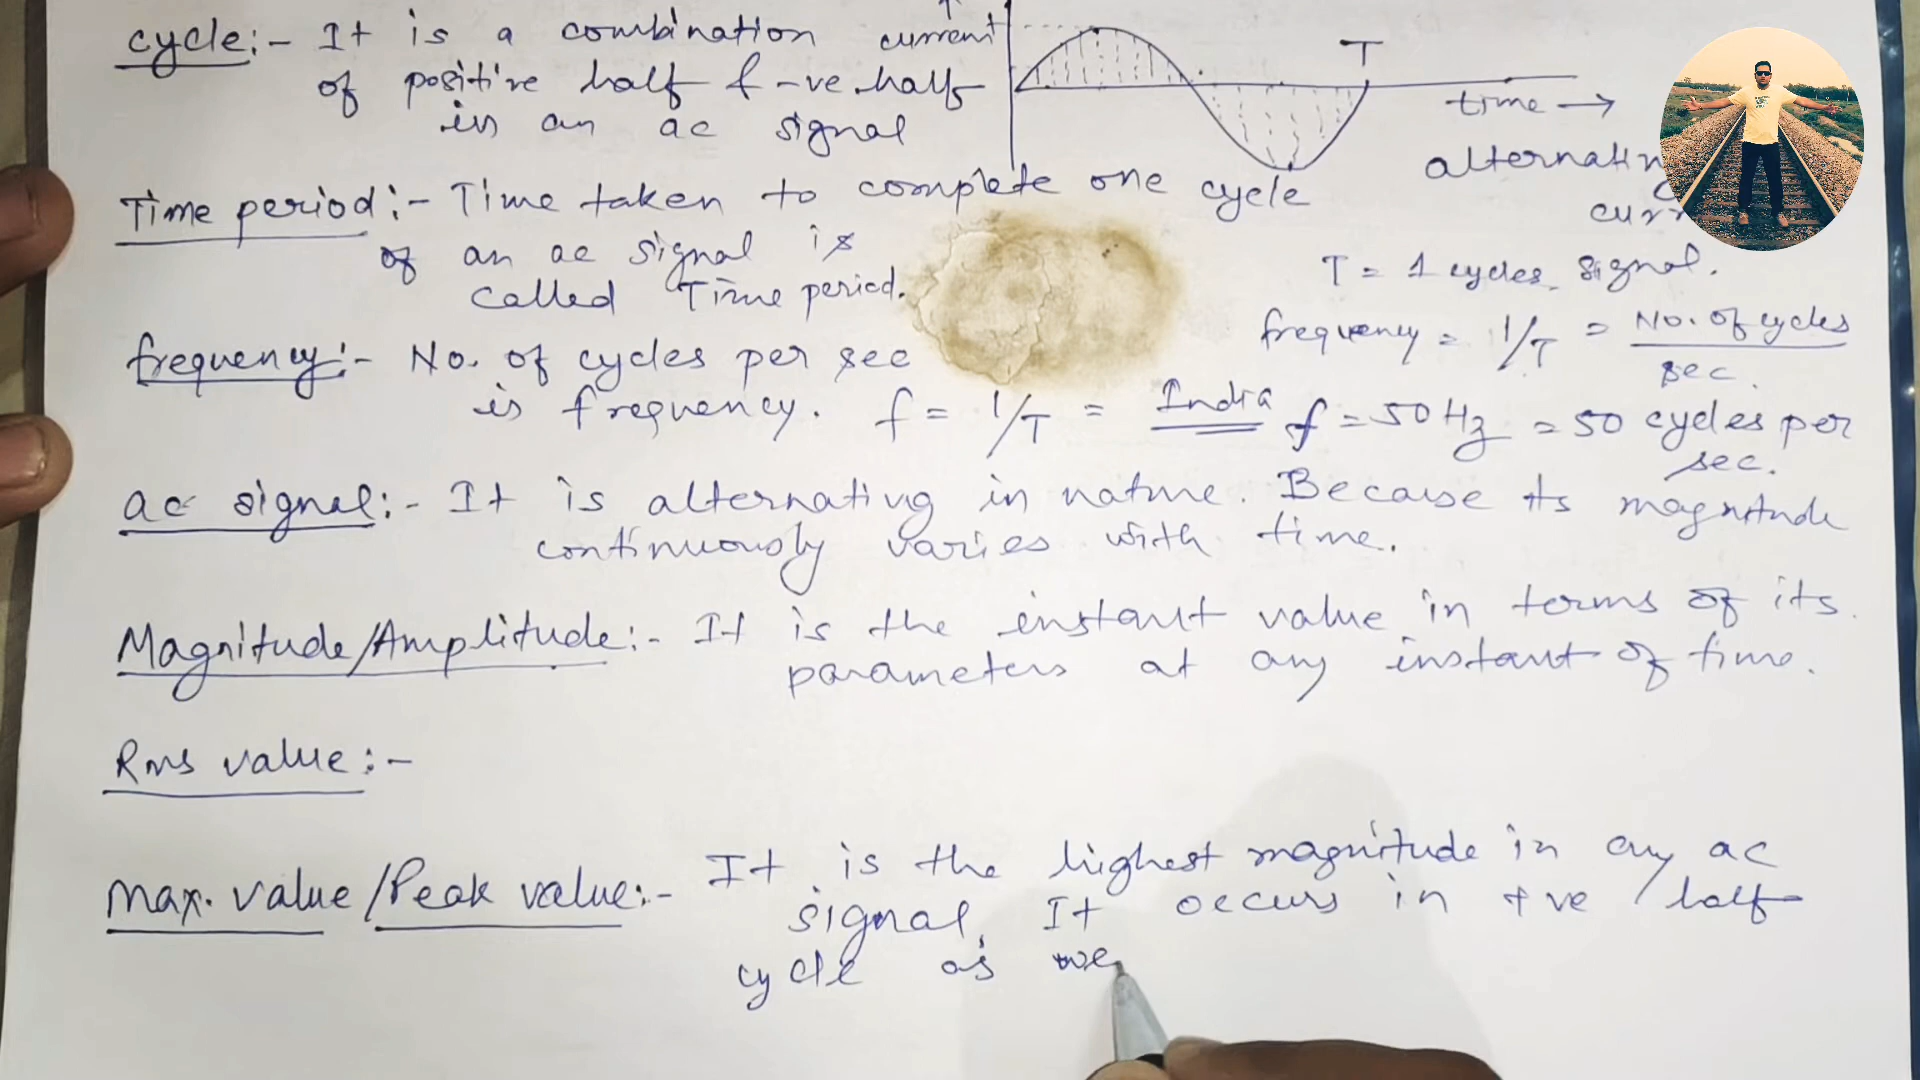 cycle:- It is a combination
of positive half & -ve half
in an ac signal
current
T
time →
alternating
curr
Time period:- Time taken to complete one cycle
of an ac signal is
called Time period.
T = 1 cycles signal.
frequency = 1/T = No. of cycles
sec.
frequency:- No. of cycles per sec
is frequency. f = 1/T = India f = 50 Hz = 50 cycles per
sec.
ac signal:- It is alternating in nature. Because its magnitude
continuously varies with time.
Magnitude/Amplitude:- It is the instant value in terms of its
parameters at any instant of time.
Rms value:-
Max. value/Peak value:- It is the highest magnitude in any ac
signal. It occurs in +ve half
cycle as we